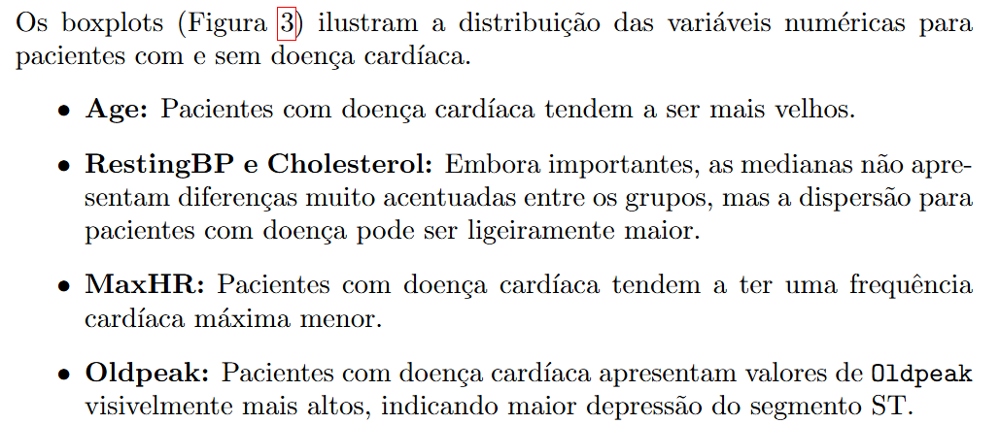 Os boxplots (Figura 3) ilustram a distribuição das variáveis numéricas para
pacientes com e sem doença cardíaca.
• Age: Pacientes com doença cardíaca tendem a ser mais velhos.
• RestingBP e Cholesterol: Embora importantes, as medianas não apre-
sentam diferenças muito acentuadas entre os grupos, mas a dispersão para
pacientes com doença pode ser ligeiramente maior.
• MaxHR: Pacientes com doença cardíaca tendem a ter uma frequência
cardíaca máxima menor.
• Oldpeak: Pacientes com doença cardíaca apresentam valores de Oldpeak
visivelmente mais altos, indicando maior depressão do segmento ST.